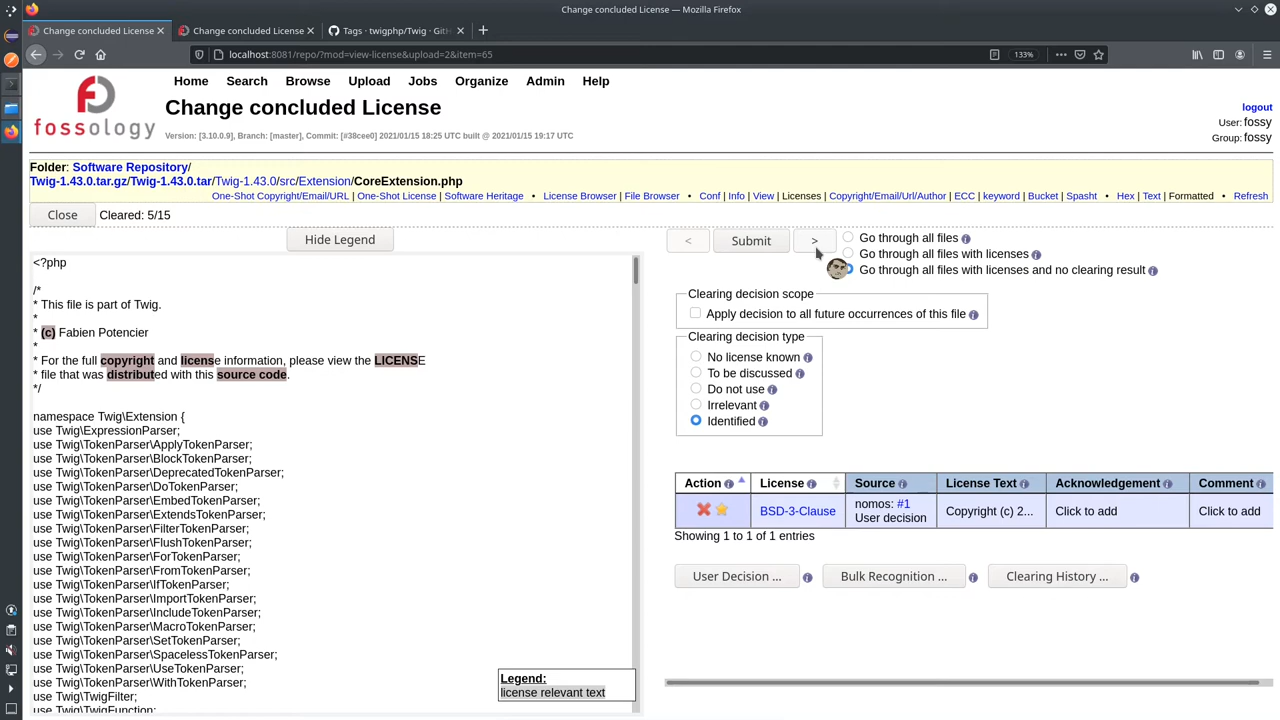 Change concluded License — Mozilla Firefox
Change concluded License
Change concluded License
Tags · twigphp/Twig · GitH
localhost:8081/repo/?mod=view-license&upload=2&item=65
133%
fossology
Home Search Browse Upload Jobs Organize Admin Help
Change concluded License
Version: [3.10.0.9], Branch: [master], Commit: [#38cee0] 2021/01/15 18:25 UTC built @ 2021/01/15 19:17 UTC
logout
User: fossy
Group: fossy
Folder: Software Repository/
Twig-1.43.0.tar.gz/Twig-1.43.0.tar/Twig-1.43.0/src/Extension/CoreExtension.php
One-Shot Copyright/Email/URL | One-Shot License | Software Heritage • License Browser | File Browser • Conf | Info | View | Licenses | Copyright/Email/Url/Author | ECC | keyword | Bucket | Spasht • Hex | Text | Formatted • Refresh
Close Cleared: 5/15
Hide Legend
<?php
/*
* This file is part of Twig.
*
* (c) Fabien Potencier
*
* For the full copyright and license information, please view the LICENSE
* file that was distributed with this source code.
*/
namespace Twig\Extension {
use Twig\ExpressionParser;
use Twig\TokenParser\ApplyTokenParser;
use Twig\TokenParser\BlockTokenParser;
use Twig\TokenParser\DeprecatedTokenParser;
use Twig\TokenParser\DoTokenParser;
use Twig\TokenParser\EmbedTokenParser;
use Twig\TokenParser\ExtendsTokenParser;
use Twig\TokenParser\FilterTokenParser;
use Twig\TokenParser\FlushTokenParser;
use Twig\TokenParser\ForTokenParser;
use Twig\TokenParser\FromTokenParser;
use Twig\TokenParser\IfTokenParser;
use Twig\TokenParser\ImportTokenParser;
use Twig\TokenParser\IncludeTokenParser;
use Twig\TokenParser\MacroTokenParser;
use Twig\TokenParser\SetTokenParser;
use Twig\TokenParser\SpacelessTokenParser;
use Twig\TokenParser\UseTokenParser;
use Twig\TokenParser\WithTokenParser;
use Twig\TwigFilter;
use Twig\TwigFunction;
Legend:
license relevant text
< Submit >
Go through all files
Go through all files with licenses
Go through all files with licenses and no clearing result
Clearing decision scope
Apply decision to all future occurrences of this file
Clearing decision type
No license known
To be discussed
Do not use
Irrelevant
Identified
Action License Source License Text Acknowledgement Comment
BSD-3-Clause nomos: #1 Copyright (c) 2... Click to add Click to add
User decision
Showing 1 to 1 of 1 entries
User Decision ... Bulk Recognition ... Clearing History ...